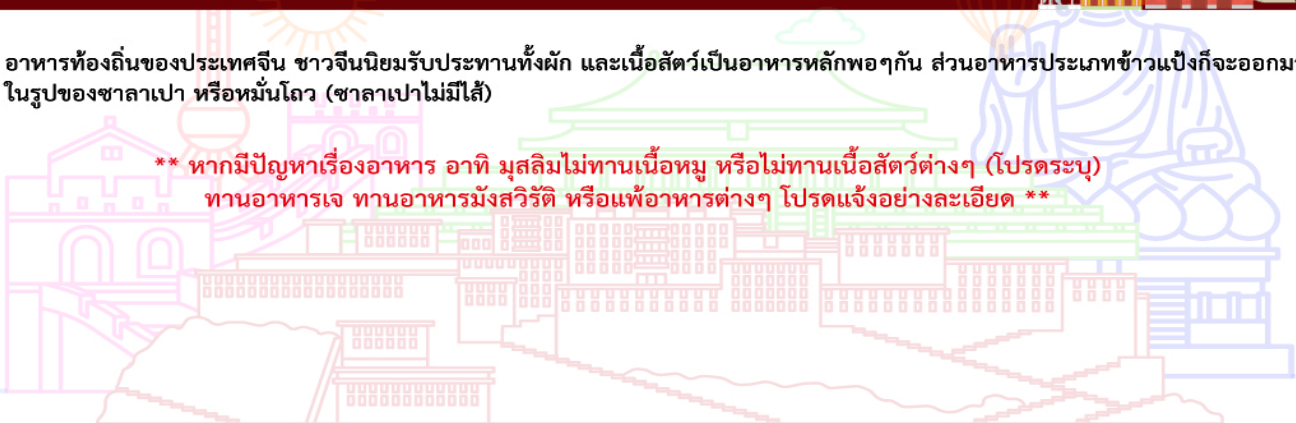 อาหารท้องถิ่นของประเทศจีน ชาวจีนนิยมรับประทานทั้งผัก และเนื้อสัตว์เป็นอาหารหลักพอๆกัน ส่วนอาหารประเภทข้าวแป้งก็จะออกมา
ในรูปของซาลาเปา หรือหมั่นโถว (ซาลาเปาไม่มีไส้)
** หากมีปัญหาเรื่องอาหาร อาทิ มุสลิมไม่ทานเนื้อหมู หรือไม่ทานเนื้อสัตว์ต่างๆ (โปรดระบุ)
ทานอาหารเจ ทานอาหารมังสวิรัติ หรือแพ้อาหารต่างๆ โปรดแจ้งอย่างละเอียด **